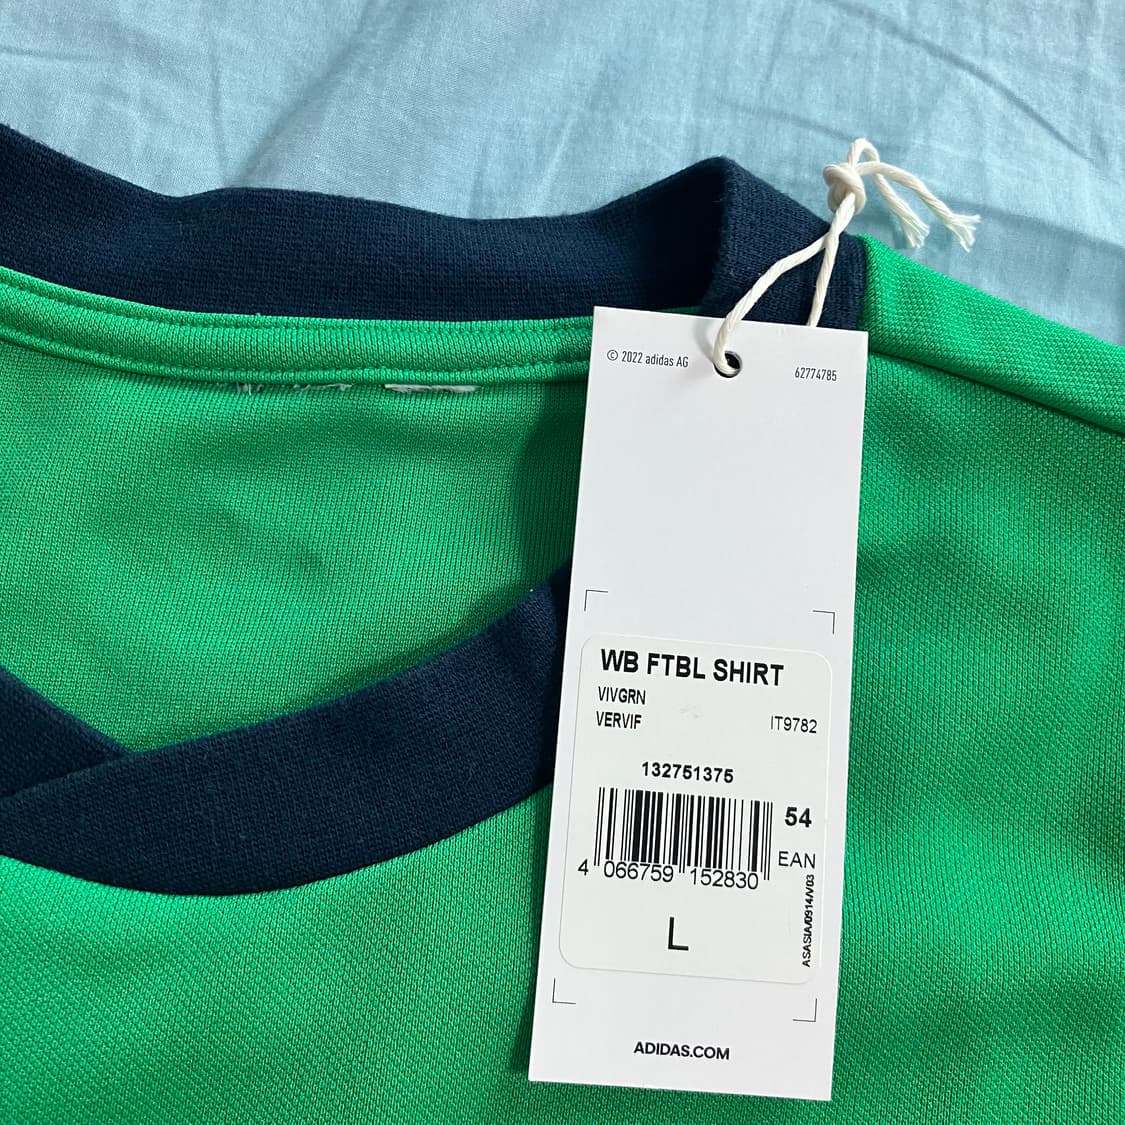 © 2022 adidas AG
62774785
WB FTBL SHIRT
VIVGRN
VERVIF
IT9782
132751375
54
EAN
4 066759 152830
ASASIA/0914/V03
L
ADIDAS.COM